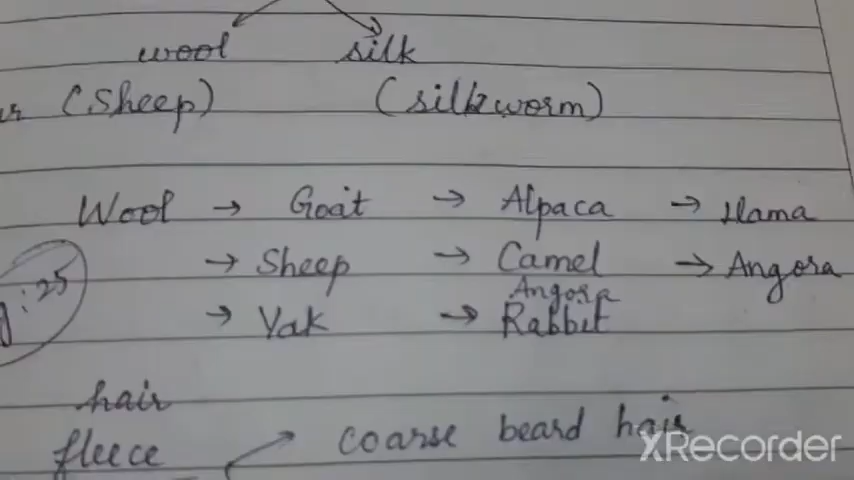 wool silk
(Sheep) (silkworm)
Wool → Goat → Alpaca → llama
→ Sheep → Camel → Angora
Angora
→ Yak → Rabbit
: 25
hair
fleece → coarse beard hair
XRecorder